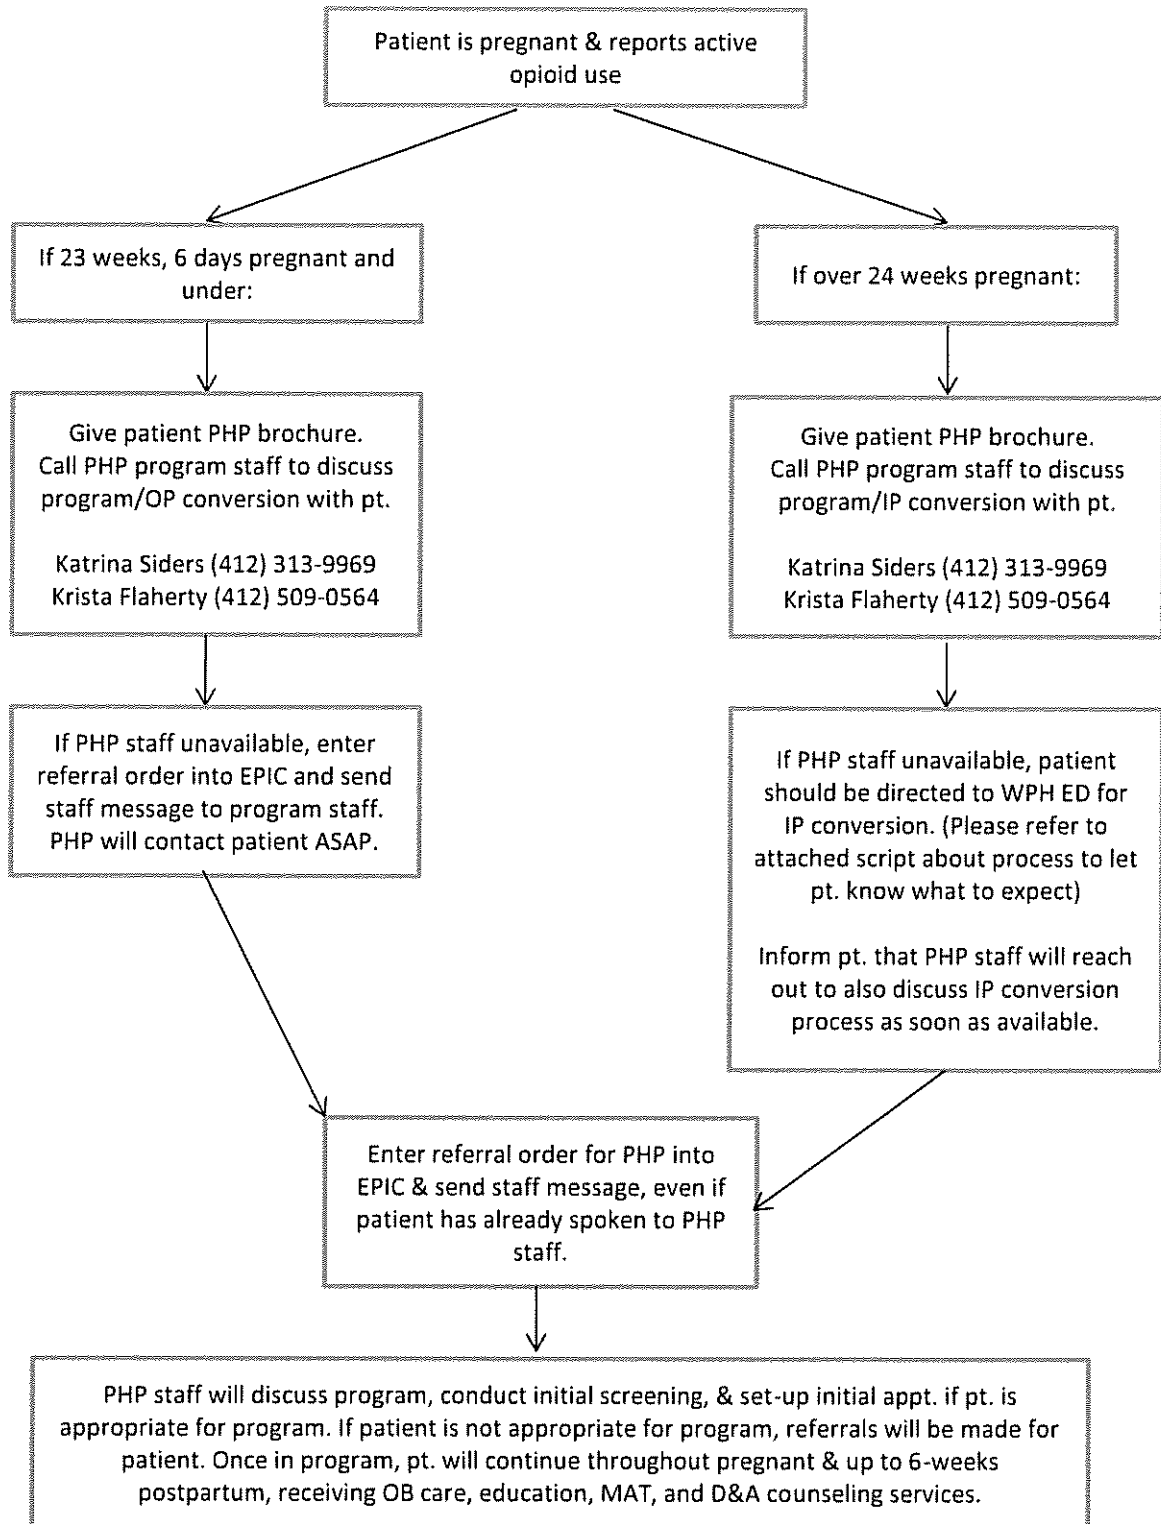 Patient is pregnant & reports active
opioid use
If 23 weeks, 6 days pregnant and
under:
If over 24 weeks pregnant:
Give patient PHP brochure.
Call PHP program staff to discuss
program/OP conversion with pt.
Katrina Siders (412) 313-9969
Krista Flaherty (412) 509-0564
Give patient PHP brochure.
Call PHP program staff to discuss
program/IP conversion with pt.
Katrina Siders (412) 313-9969
Krista Flaherty (412) 509-0564
If PHP staff unavailable, enter
referral order into EPIC and send
staff message to program staff.
PHP will contact patient ASAP.
If PHP staff unavailable, patient
should be directed to WPH ED for
IP conversion. (Please refer to
attached script about process to let
pt. know what to expect)
Inform pt. that PHP staff will reach
out to also discuss IP conversion
process as soon as available.
Enter referral order for PHP into
EPIC & send staff message, even if
patient has already spoken to PHP
staff.
PHP staff will discuss program, conduct initial screening, & set-up initial appt. if pt. is
appropriate for program. If patient is not appropriate for program, referrals will be made for
patient. Once in program, pt. will continue throughout pregnant & up to 6-weeks
postpartum, receiving OB care, education, MAT, and D&A counseling services.